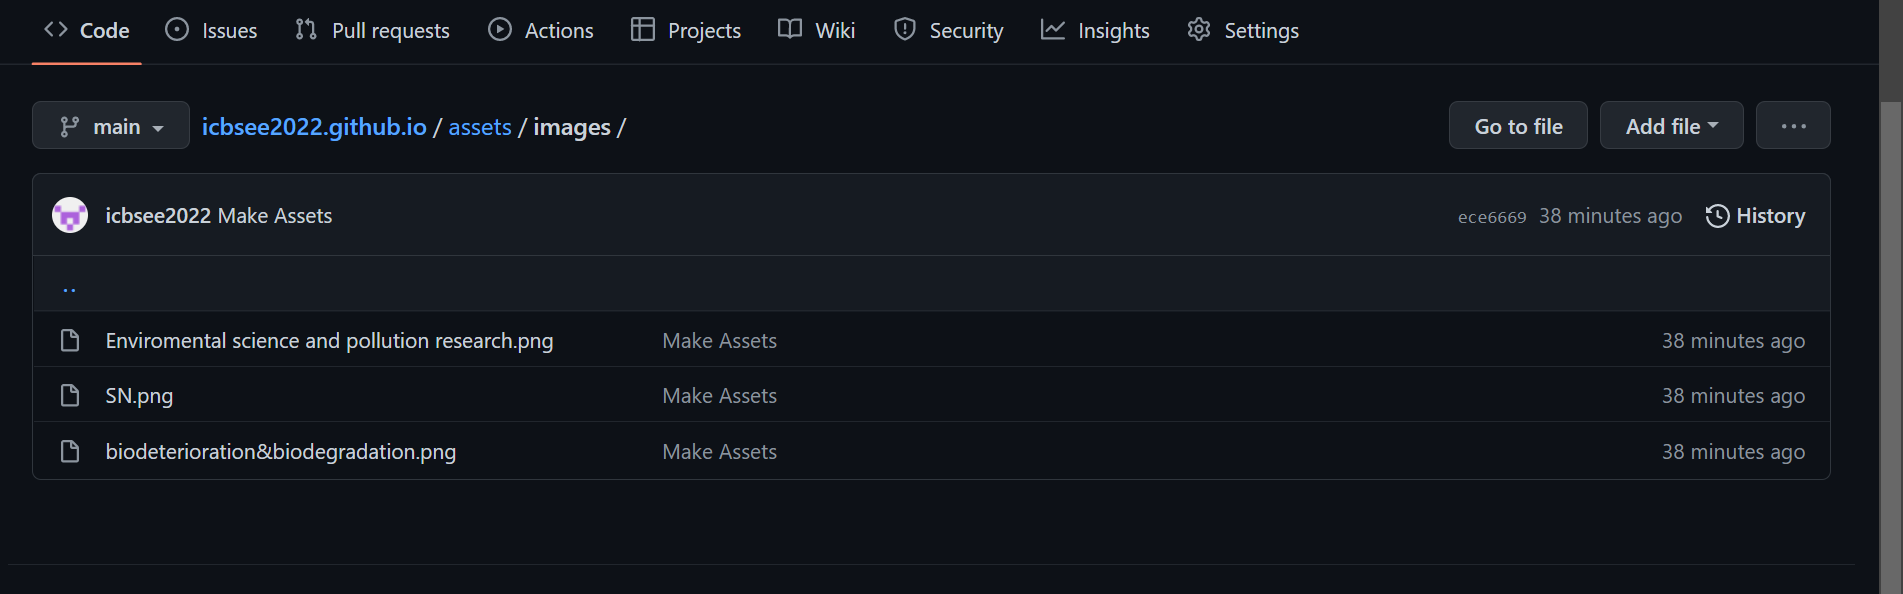 Code Issues Pull requests Actions Projects Wiki Security Insights Settings
main icbsee2022.github.io / assets / images / Go to file Add file ...
icbsee2022 Make Assets ece6669 38 minutes ago History
..
Enviromental science and pollution research.png Make Assets 38 minutes ago
SN.png Make Assets 38 minutes ago
biodeterioration&biodegradation.png Make Assets 38 minutes ago